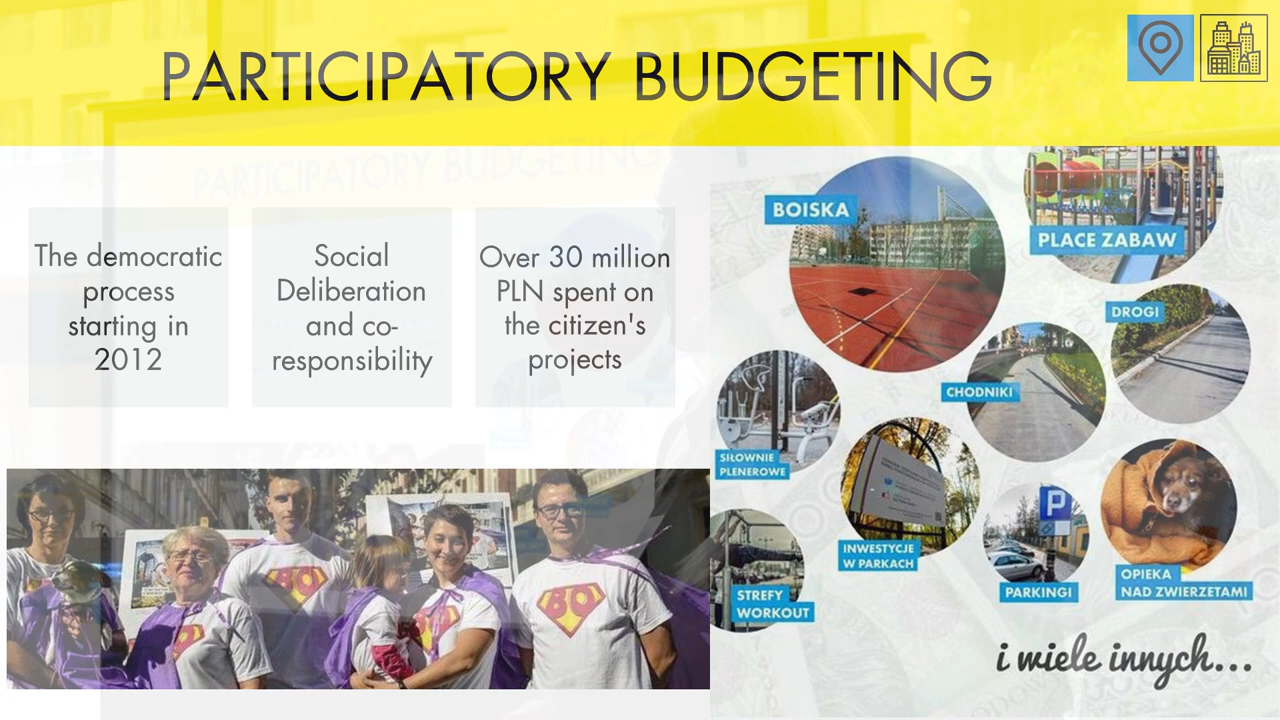 PARTICIPATORY BUDGETING
PARTICIPATORY BUDGETING
The democratic
process
starting in
2012
Social
Deliberation
and co-
responsibility
Over 30 million
PLN spent on
the citizen's
projects
BOISKA
PLACE ZABAW
DROGI
CHODNIKI
SIŁOWNIE
PLENEROWE
INWESTYCJE
W PARKACH
P
STREFY
WORKOUT
PARKINGI
OPIEKA
NAD ZWIERZETAMI
i wiele innych...
BO
BO
BO